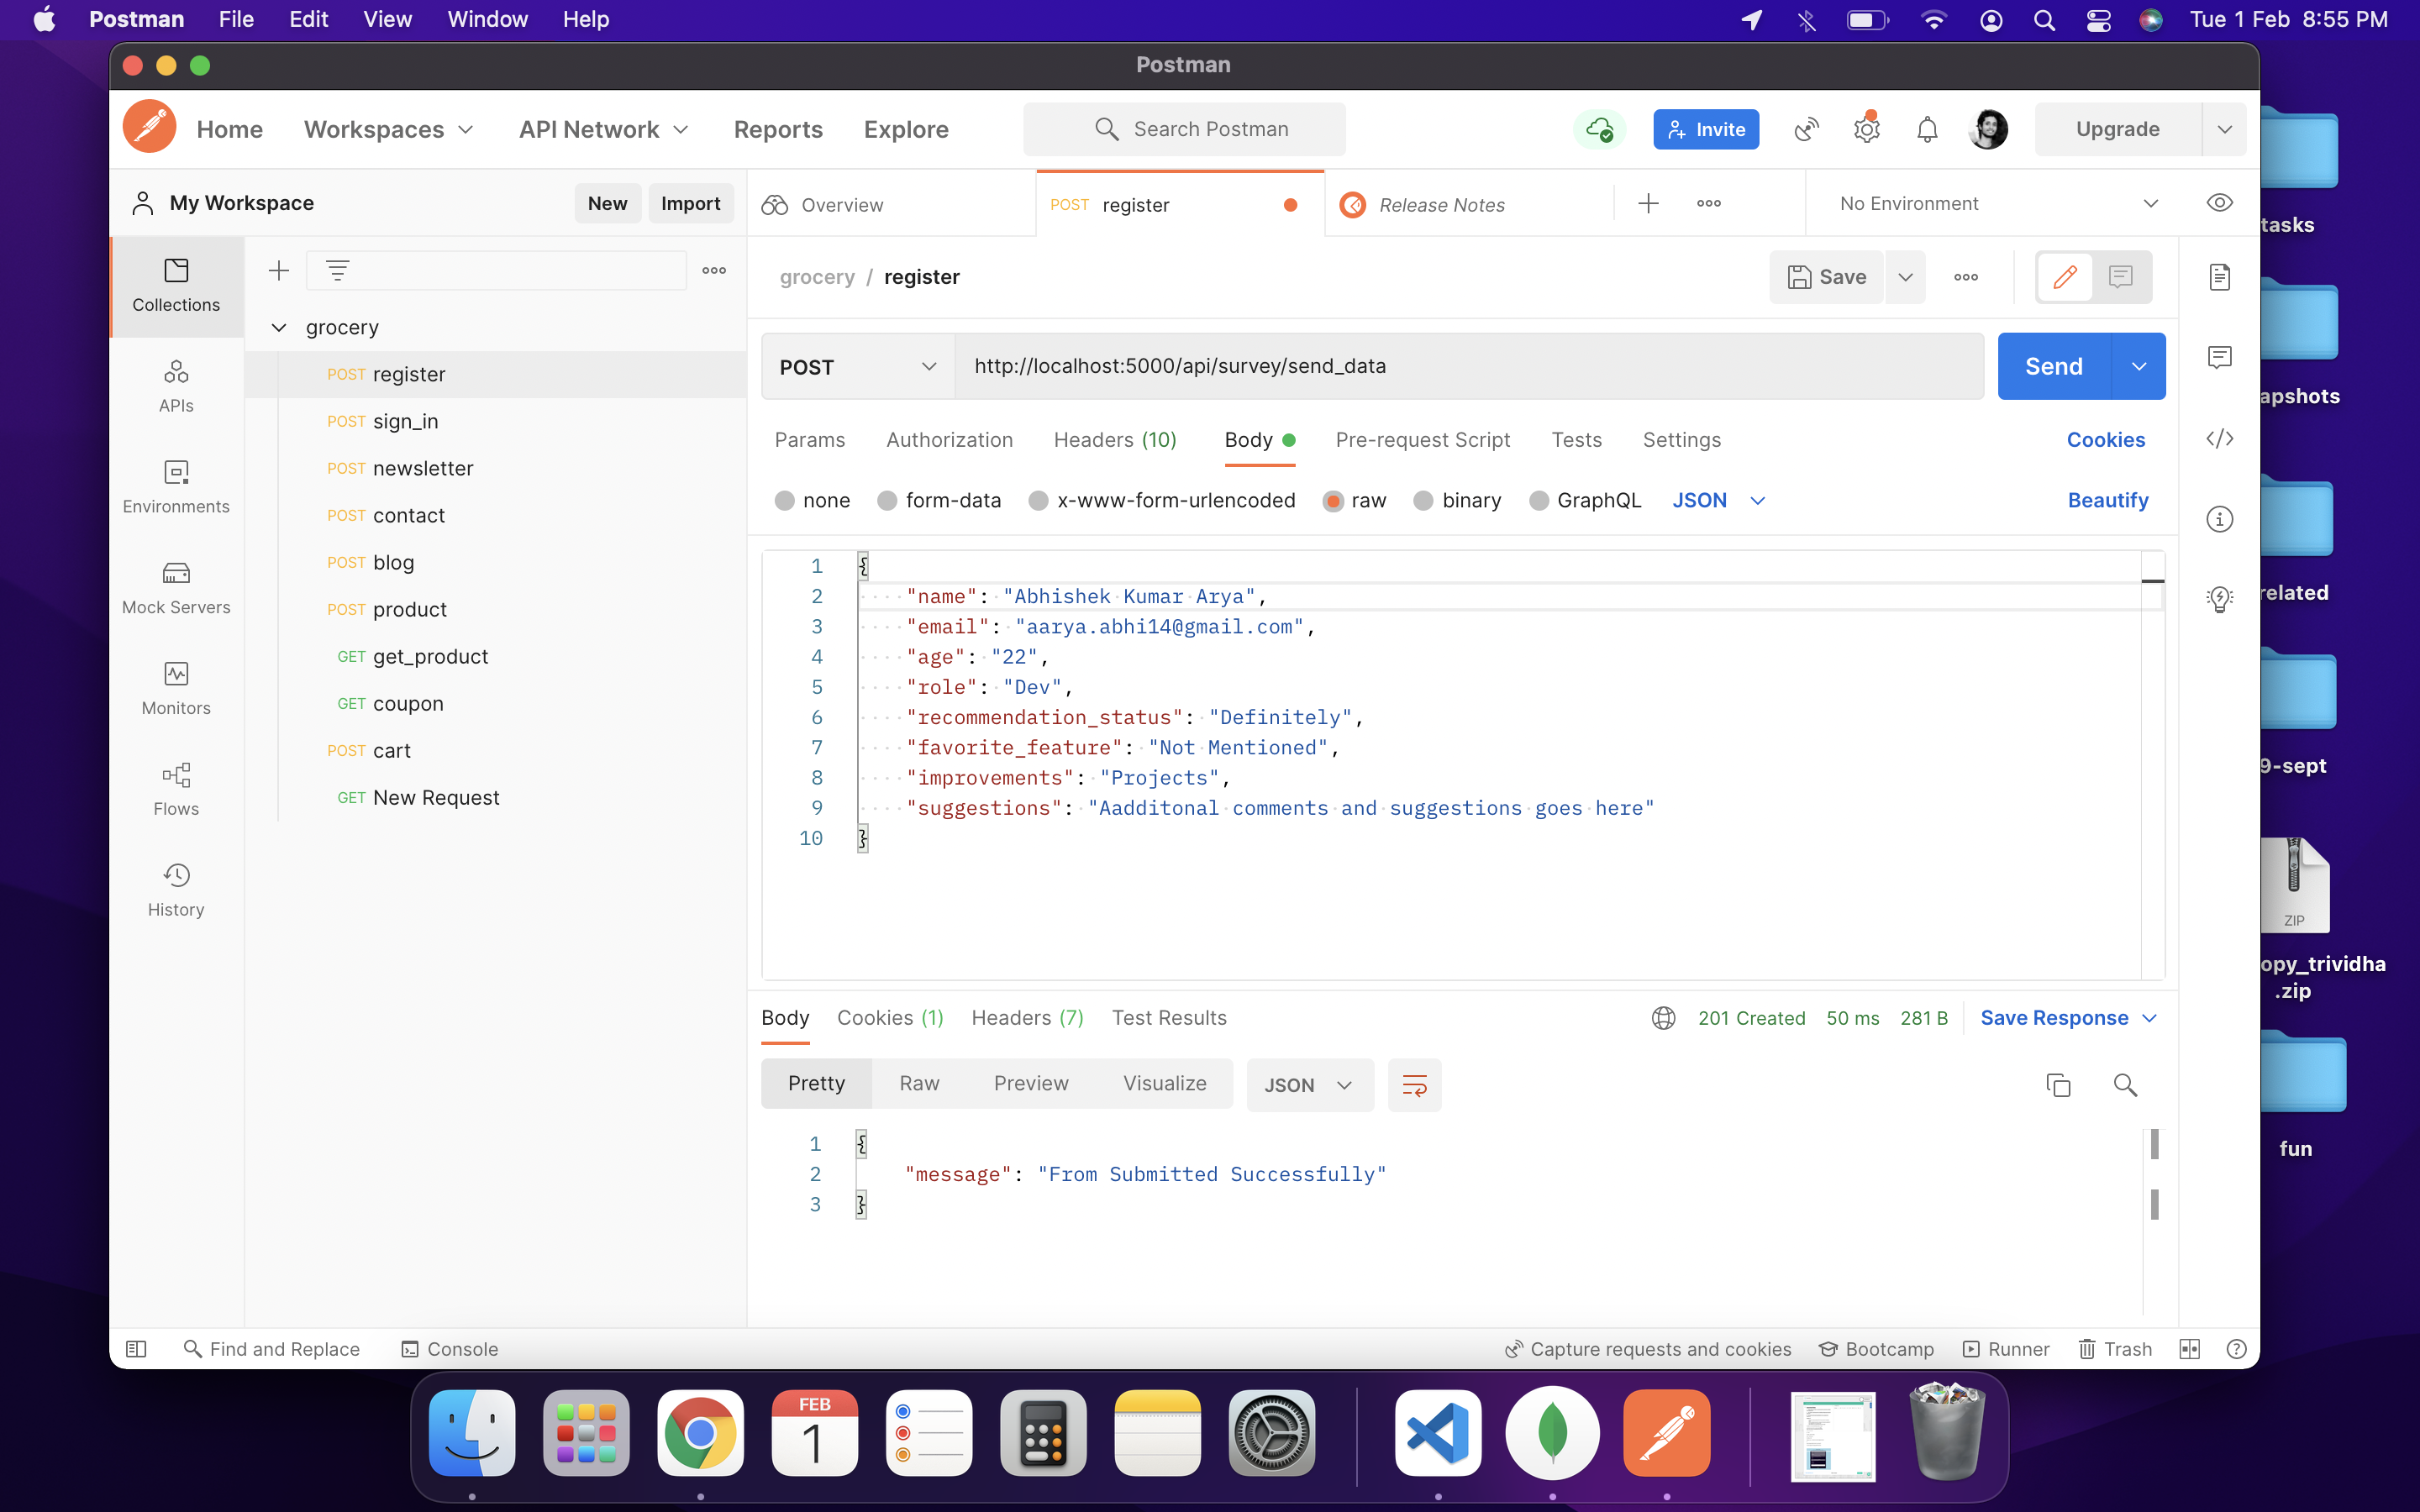 Postman File Edit View Window Help Tue 1 Feb 8:55 PM
Postman
Home Workspaces API Network Reports Explore Search Postman Invite Upgrade
My Workspace New Import Overview POST register Release Notes No Environment
grocery / register Save
Collections
grocery
POST register
POST sign_in
POST newsletter
POST contact
POST blog
POST product
GET get_product
GET coupon
POST cart
GET New Request
APIs
Environments
Mock Servers
Monitors
Flows
History
POST http://localhost:5000/api/survey/send_data Send
Params Authorization Headers (10) Body Pre-request Script Tests Settings Cookies
none form-data x-www-form-urlencoded raw binary GraphQL JSON Beautify
1 {
2 "name": "Abhishek Kumar Arya",
3 "email": "aarya.abhi14@gmail.com",
4 "age": "22",
5 "role": "Dev",
6 "recommendation_status": "Definitely",
7 "favorite_feature": "Not Mentioned",
8 "improvements": "Projects",
9 "suggestions": "Aadditonal comments and suggestions goes here"
10 }
Body Cookies (1) Headers (7) Test Results 201 Created 50 ms 281 B Save Response
Pretty Raw Preview Visualize JSON
1 {
2 "message": "From Submitted Successfully"
3 }
Find and Replace Console Capture requests and cookies Bootcamp Runner Trash
tasks
apshots
related
9-sept
ZIP
opy_trividha
.zip
fun
FEB
1